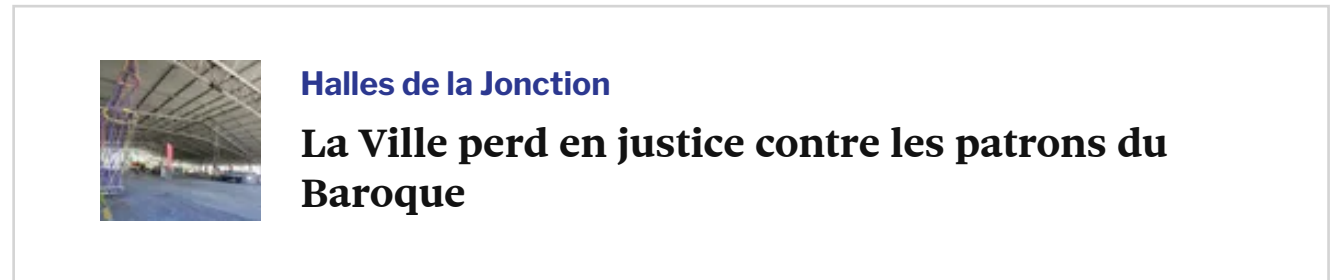 Halles de la Jonction
La Ville perd en justice contre les patrons du
Baroque